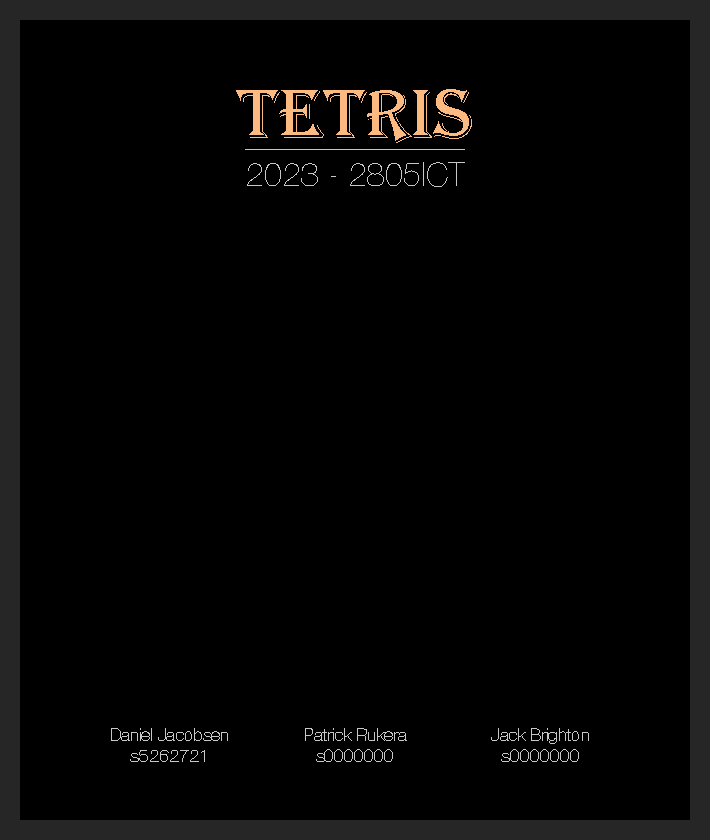 TETRIS
2023 - 2805ICT
Daniel Jacobsen Patrick Rukera Jack Brighton
s5262721 s0000000 s0000000